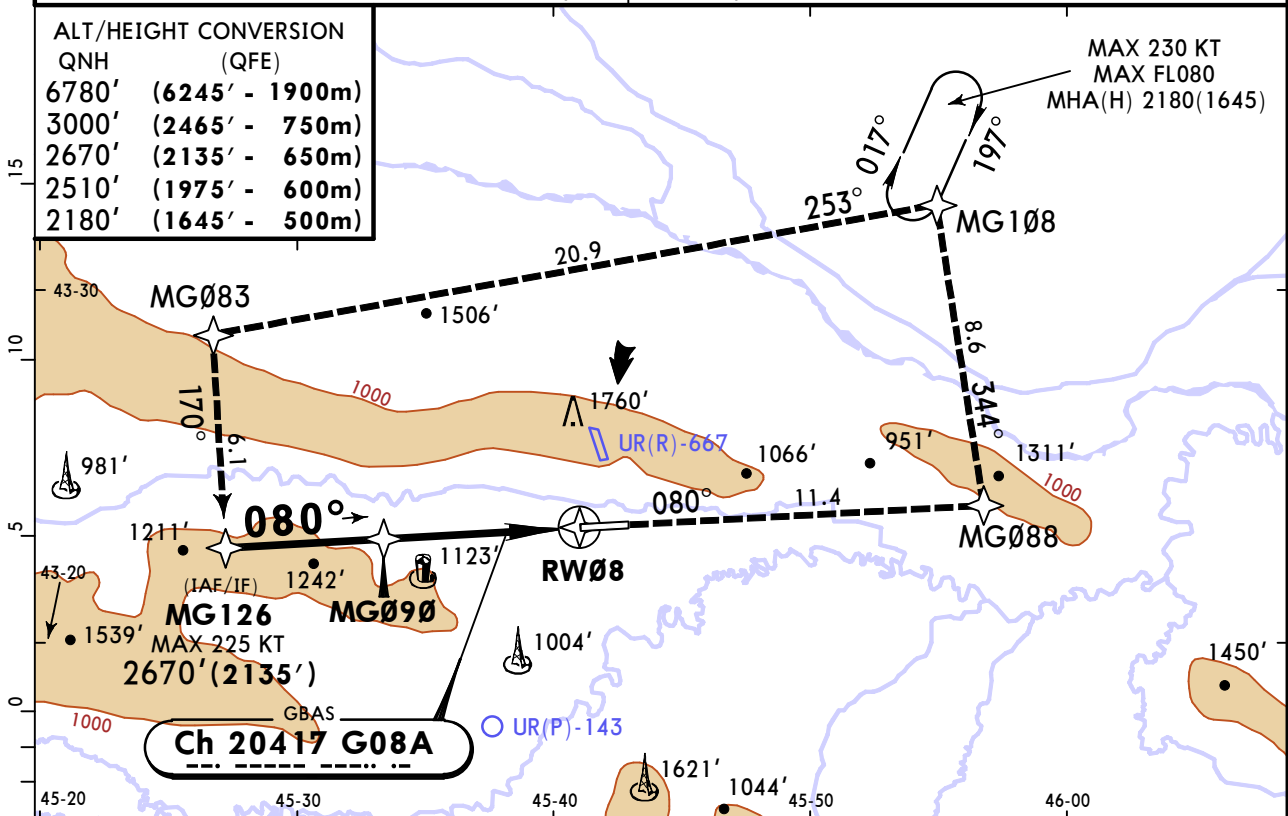 ALT/HEIGHT CONVERSION
QNH (QFE)
6780' (6245' - 1900m)
3000' (2465' - 750m)
2670' (2135' - 650m)
2510' (1975' - 600m)
2180' (1645' - 500m)
MAX 230 KT
MAX FL080
MHA(H) 2180(1645)
017°
197°
15
253°
MG108
20.9
43-30
MGØ83
1506'
8.6
10
1000
170°
1760'
344°
6.1
UR(R)-667
951'
1311'
981'
1066'
1000
080°
11.4
5
080°
1211'
MGØ88
1123'
RWØ8
43-20
1242'
(IAF/IF)
MG126
MGØ9Ø
1539'
MAX 225 KT
1004'
2670'(2135')
1450'
0
1000
GBAS
UR(P)-143
Ch 20417 G08A
--. ----- ---.. .-
1621'
1044'
45-20
45-30
45-40
45-50
46-00